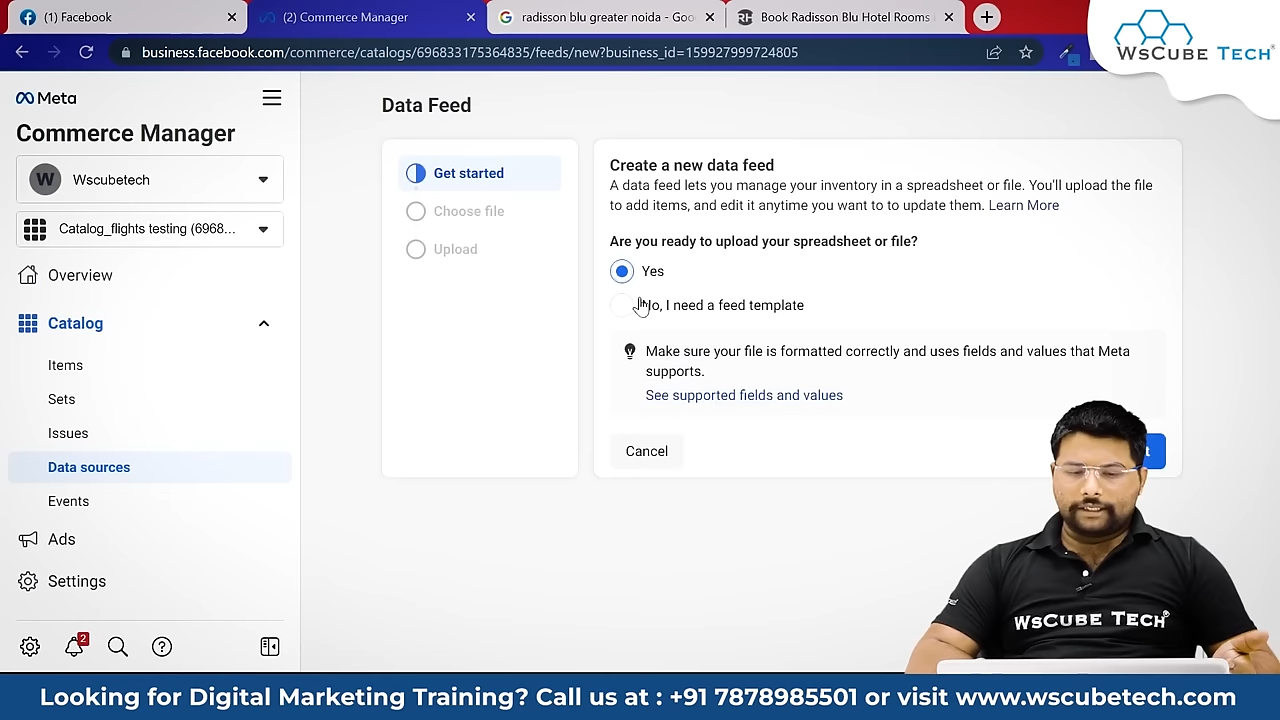 (1) Facebook
(2) Commerce Manager
radisson blu greater noida - Goo
Book Radisson Blu Hotel Rooms i
business.facebook.com/commerce/catalogs/696833175364835/feeds/new?business_id=159927999724805
WSCUBE TECH
Meta
Commerce Manager
W
Wscubetech
Catalog_flights testing (6968...
Overview
Catalog
Items
Sets
Issues
Data sources
Events
Ads
Settings
2
Data Feed
Get started
Choose file
Upload
Create a new data feed
A data feed lets you manage your inventory in a spreadsheet or file. You'll upload the file
to add items, and edit it anytime you want to to update them. Learn More
Are you ready to upload your spreadsheet or file?
Yes
No, I need a feed template
Make sure your file is formatted correctly and uses fields and values that Meta
supports.
See supported fields and values
Cancel
WSCUBE TECH
Looking for Digital Marketing Training? Call us at : +91 7878985501 or visit www.wscubetech.com